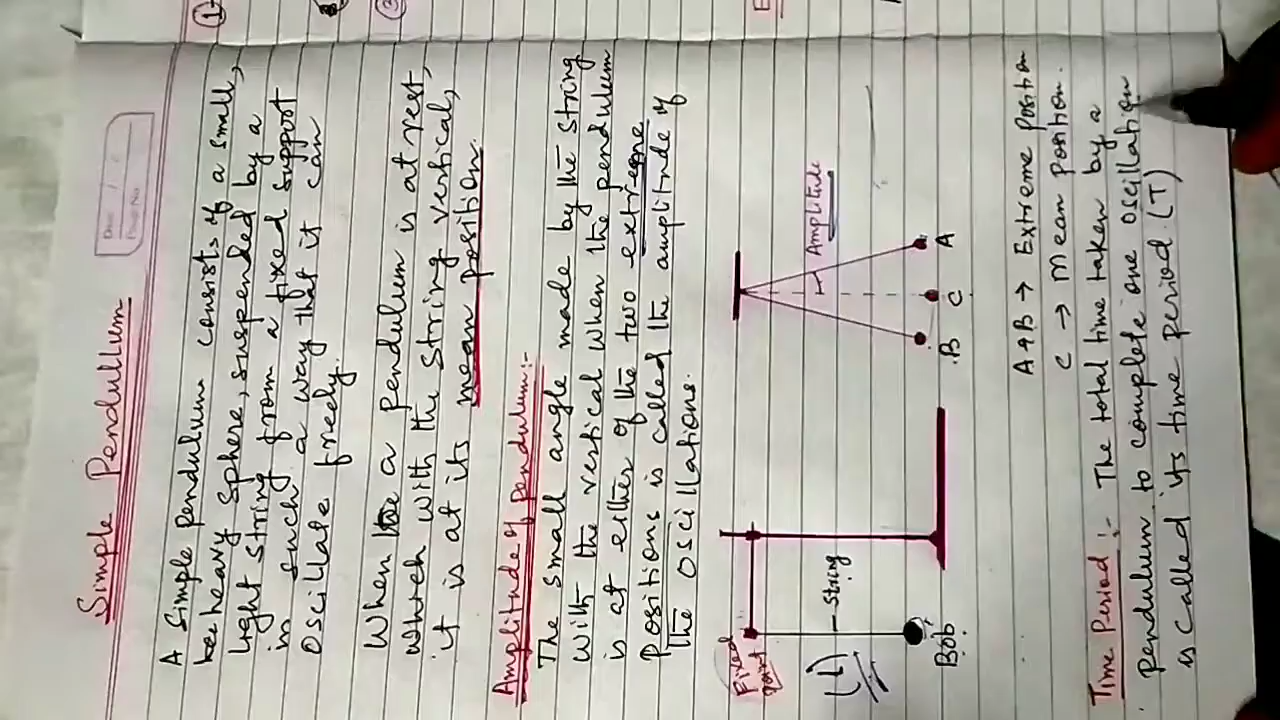 Simple Pendullum
A Simple pendulum consists of a small,
heavy sphere, suspended by a
light string from a fixed support
in such a way that it can
oscillate freely.
When a pendulum is at rest,
which with the string vertical,
it is at its mean position
Amplitude of pendulum:-
The small angle made by the string
with the vertical when the pendulum
is at either of the two extreme
Positions is called the amplitude of
the oscillations.
Fixed
point
(l)
String
Bob
Amplitude
B
C
A
A & B → Extreme position
C → Mean position.
Time Period :- The total time taken by a
pendulum to complete one oscillation
is called its time period. (T)